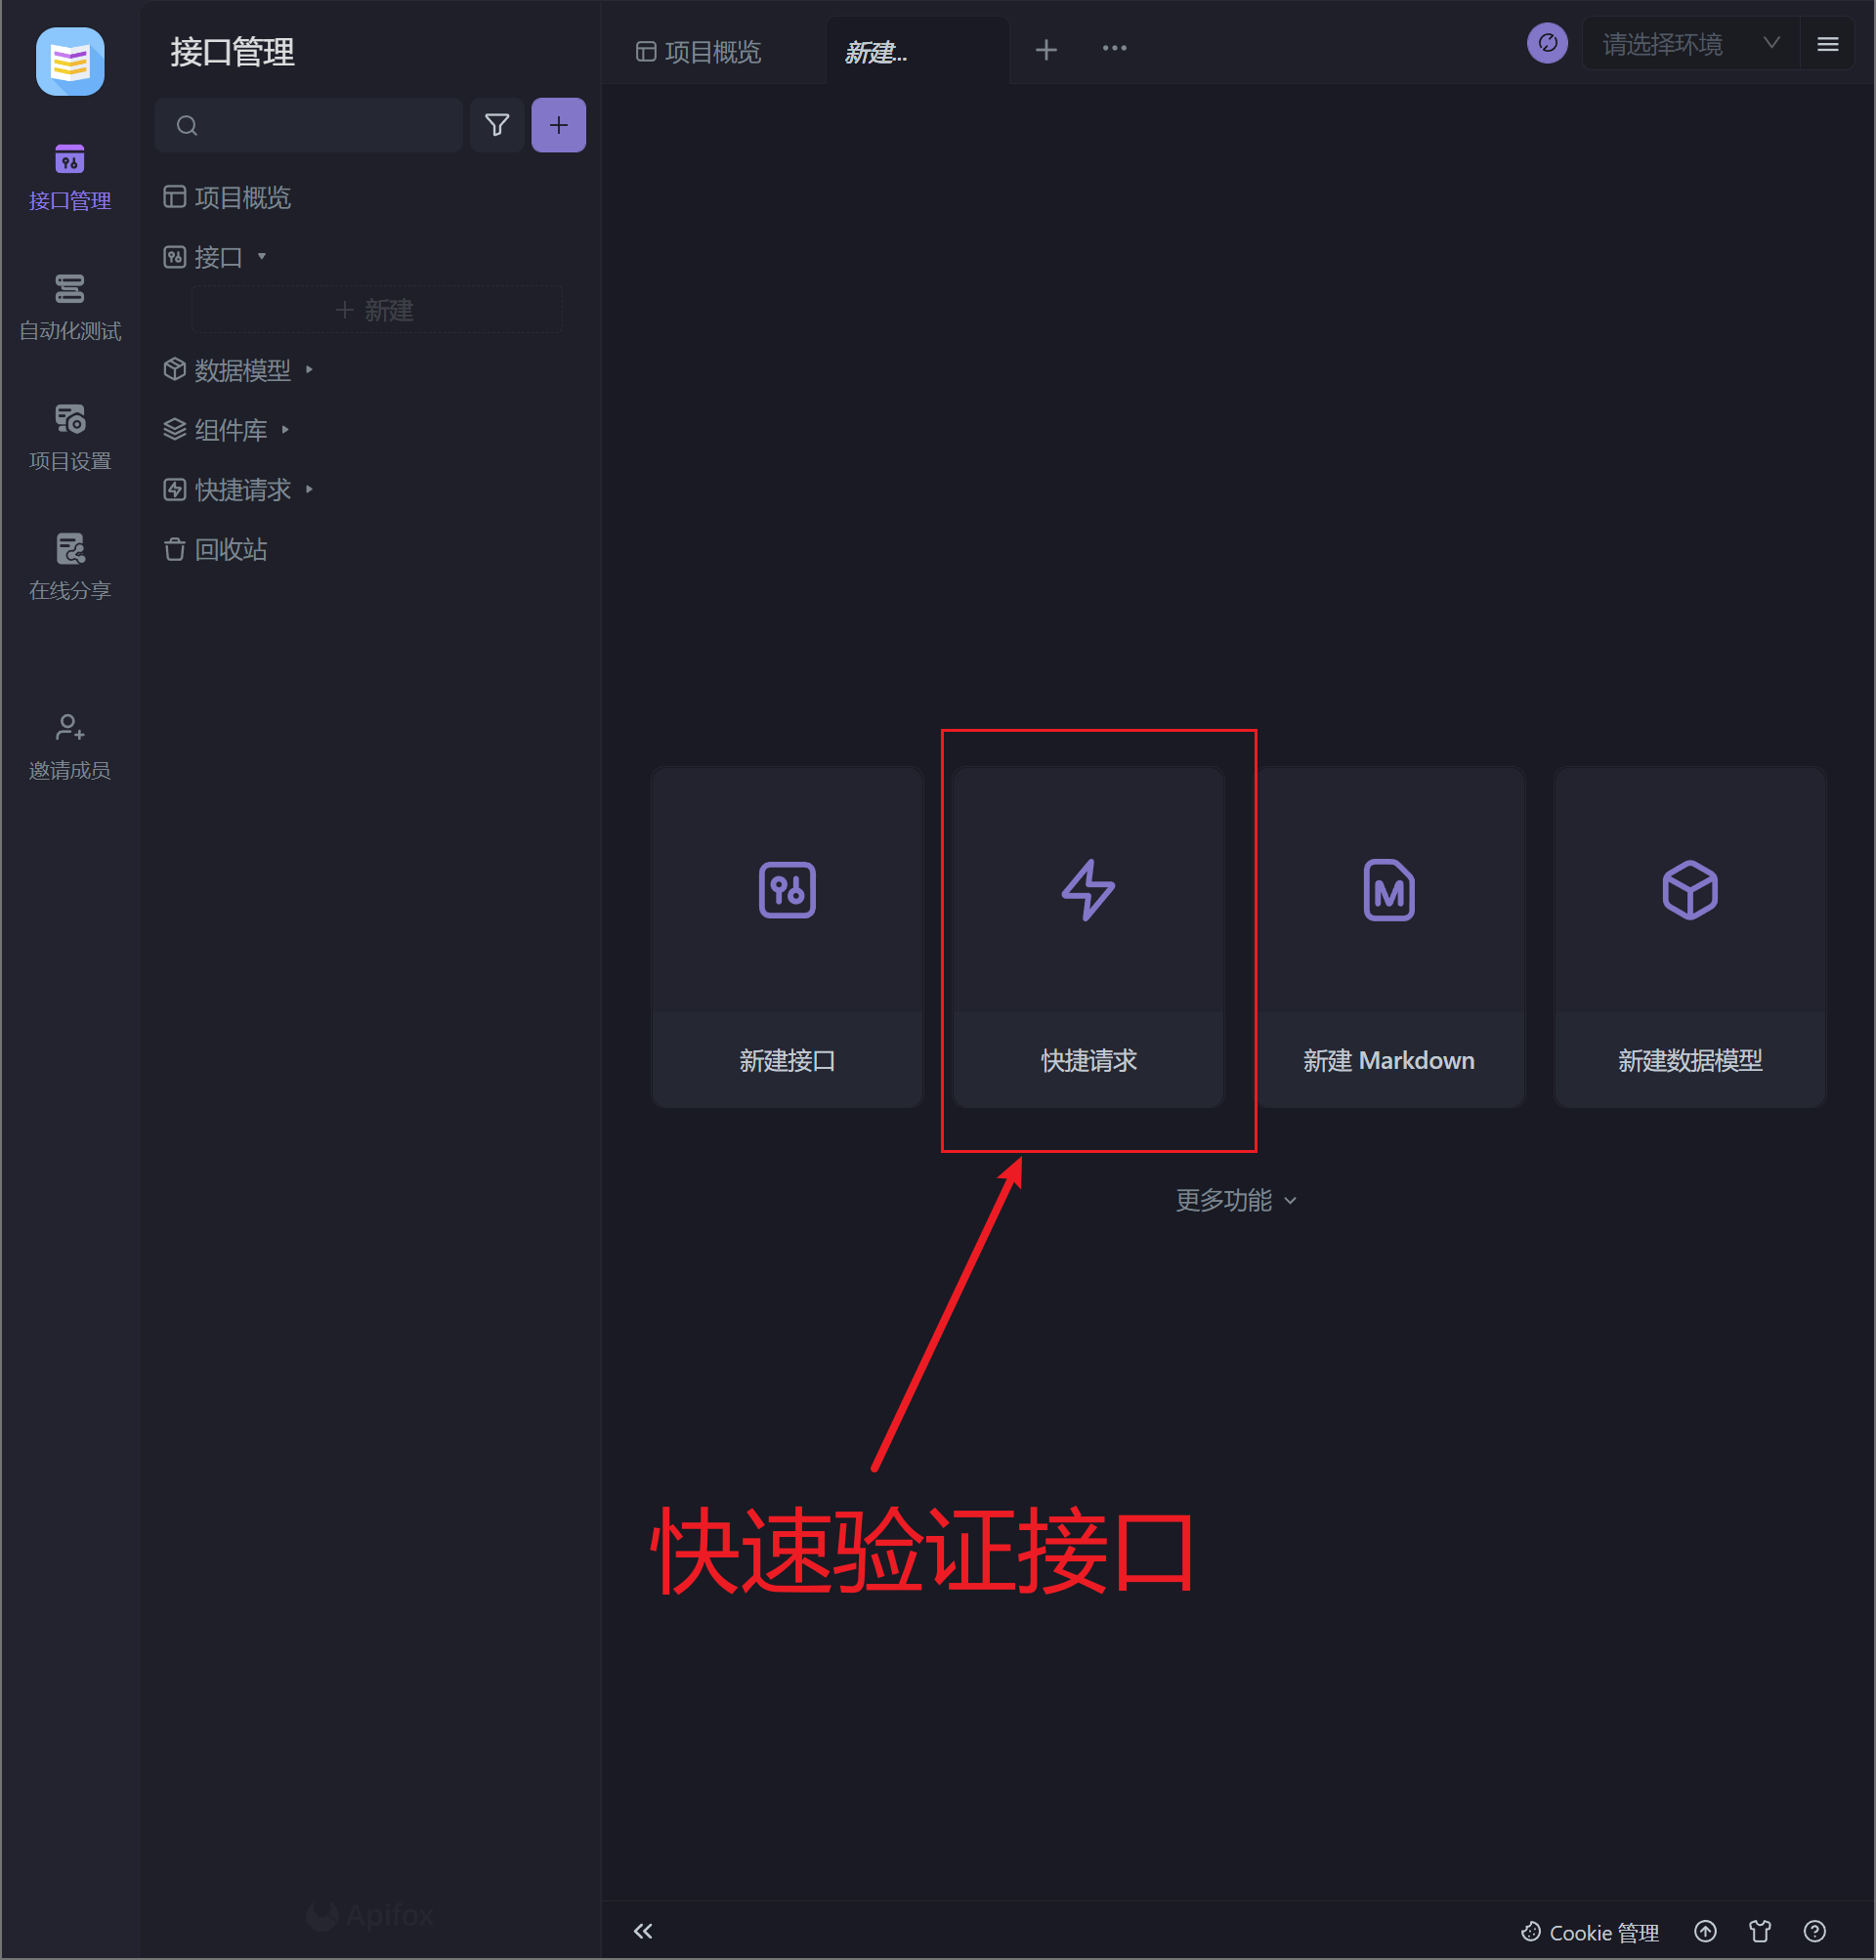 接口管理
自动化测试
项目设置
在线分享
邀请成员
接口管理
项目概览
接口
新建
数据模型
组件库
快捷请求
回收站
Apifox
项目概览
新建...
请选择环境
新建接口
快捷请求
新建 Markdown
新建数据模型
更多功能
快速验证接口
Cookie 管理